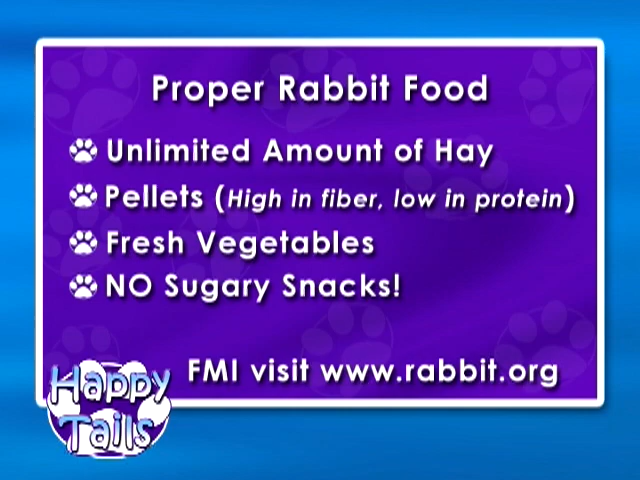 Proper Rabbit Food
Unlimited Amount of Hay
Pellets (High in fiber, low in protein)
Fresh Vegetables
NO Sugary Snacks!
FMI visit www.rabbit.org
Happy
Tails